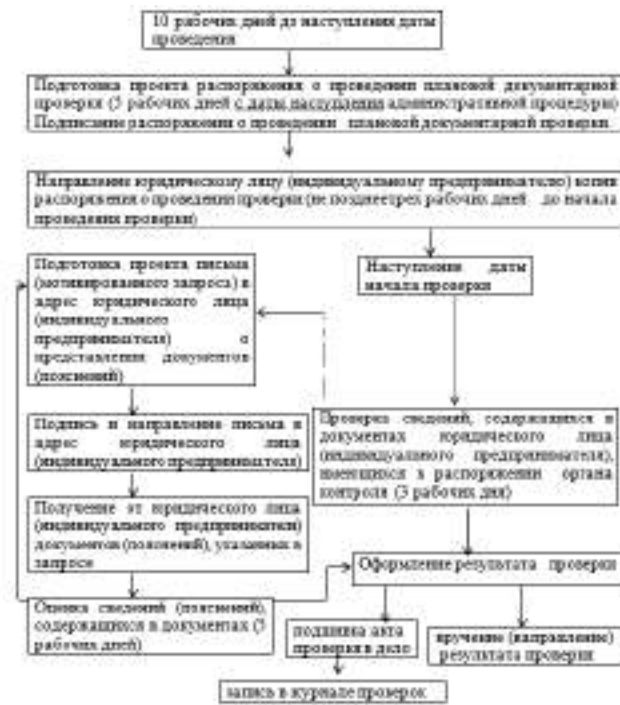 10 рабочих дней до наступления даты
проведения
Подготовка проекта распоряжения о проведении плановой документарной
проверки (5 рабочих дней с даты наступления административной процедуры)
Подписание распоряжения о проведении плановой документарной проверки
Направление юридическому лицу (индивидуальному предпринимателю) копии
распоряжения о проведении проверки (не позднеетрех рабочих дней до начала
проведения проверки)
Подготовка проекта письма
(мотивированного запроса) в
адрес юридического лица
(индивидуального
предпринимателя) о
представлении документов
(пояснений)
Наступление даты
начала проверки
Подпись и направление письма в
адрес юридического лица
(индивидуального предпринимателя)
Проверка сведений, содержащихся в
документах юридического лица
(индивидуального предпринимателя),
имеющихся в распоряжении органа
контроля (3 рабочих дня)
Получение от юридического лица
(индивидуального предпринимателя)
документов (пояснений), указанных в
запросе
Оформление результата проверки
Оценка сведений (пояснений),
содержащихся в документах (5
рабочих дней)
подшивка акта
проверки в дело
вручение (направление)
результата проверки
запись в журнале проверок